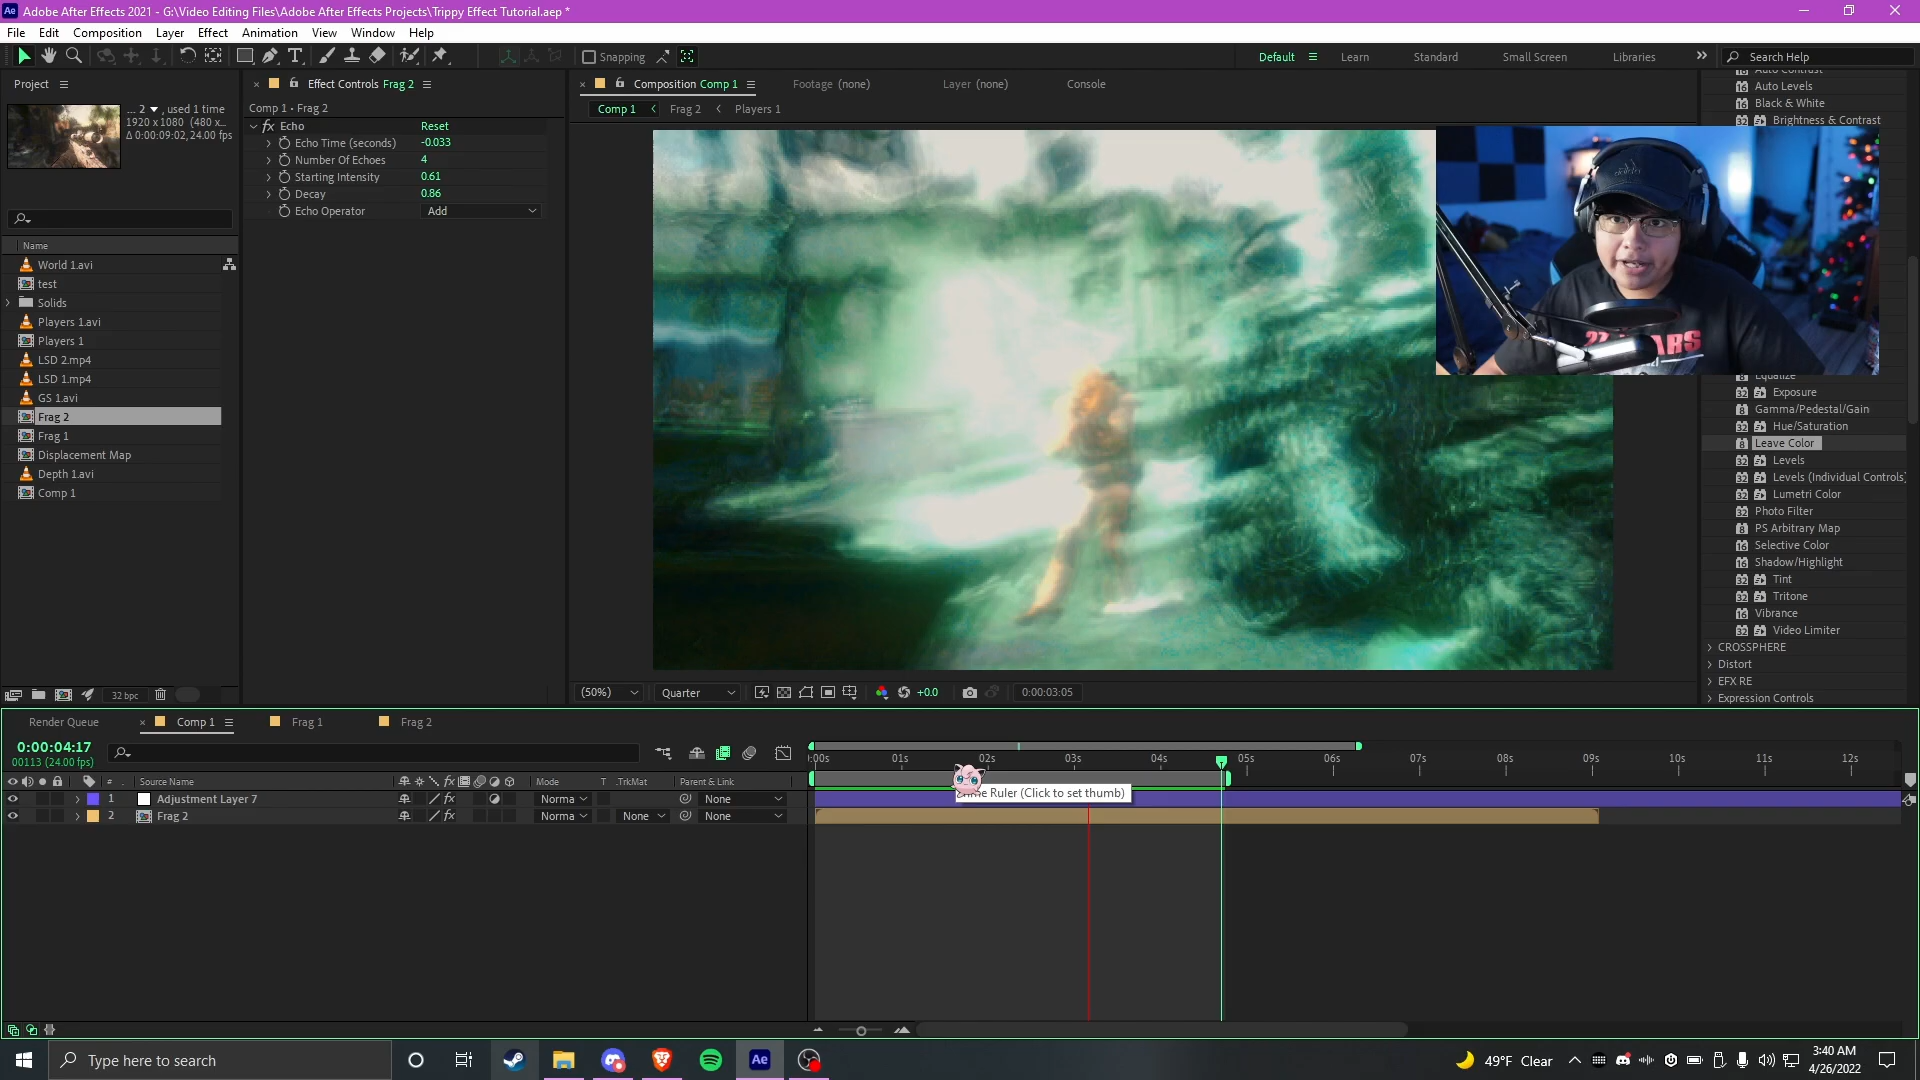 Adobe After Effects 2021 - G:\Video Editing Files\Adobe After Effects Projects\Trippy Effect Tutorial.aep *
File Edit Composition Layer Effect Animation View Window Help
Snapping
Default Learn Standard Small Screen Libraries Search Help
Project
Effect Controls Frag 2
Composition Comp 1
Footage (none)
Layer (none)
Console
... 2 , used 1 time
1920 x 1080 (480 x...
Δ 0:00:09:02, 24.00 fps
Comp 1 • Frag 2
Echo Reset
Echo Time (seconds) -0.033
Number Of Echoes 4
Starting Intensity 0.61
Decay 0.86
Echo Operator Add
Comp 1 Frag 2 Players 1
Name
World 1.avi
test
Solids
Players 1.avi
Players 1
LSD 2.mp4
LSD 1.mp4
GS 1.avi
Frag 2
Frag 1
Displacement Map
Depth 1.avi
Comp 1
32 bpc
adidas
Auto Contrast
Auto Levels
Black & White
Brightness & Contrast
Equalize
Exposure
Gamma/Pedestal/Gain
Hue/Saturation
Leave Color
Levels
Levels (Individual Controls)
Lumetri Color
Photo Filter
PS Arbitrary Map
Selective Color
Shadow/Highlight
Tint
Tritone
Vibrance
Video Limiter
CROSSPHERE
Distort
EFX RE
Expression Controls
(50%) Quarter +0.0 0:00:03:05
Render Queue Comp 1 Frag 1 Frag 2
0:00:04:17
00113 (24.00 fps)
:00s 01s 02s 03s 04s 05s 06s 07s 08s 09s 10s 11s 12s
# Source Name Mode T .TrkMat Parent & Link
1 Adjustment Layer 7 Norma None
2 Frag 2 Norma None None
Ruler (Click to set thumb)
Type here to search
49°F Clear
3:40 AM
4/26/2022